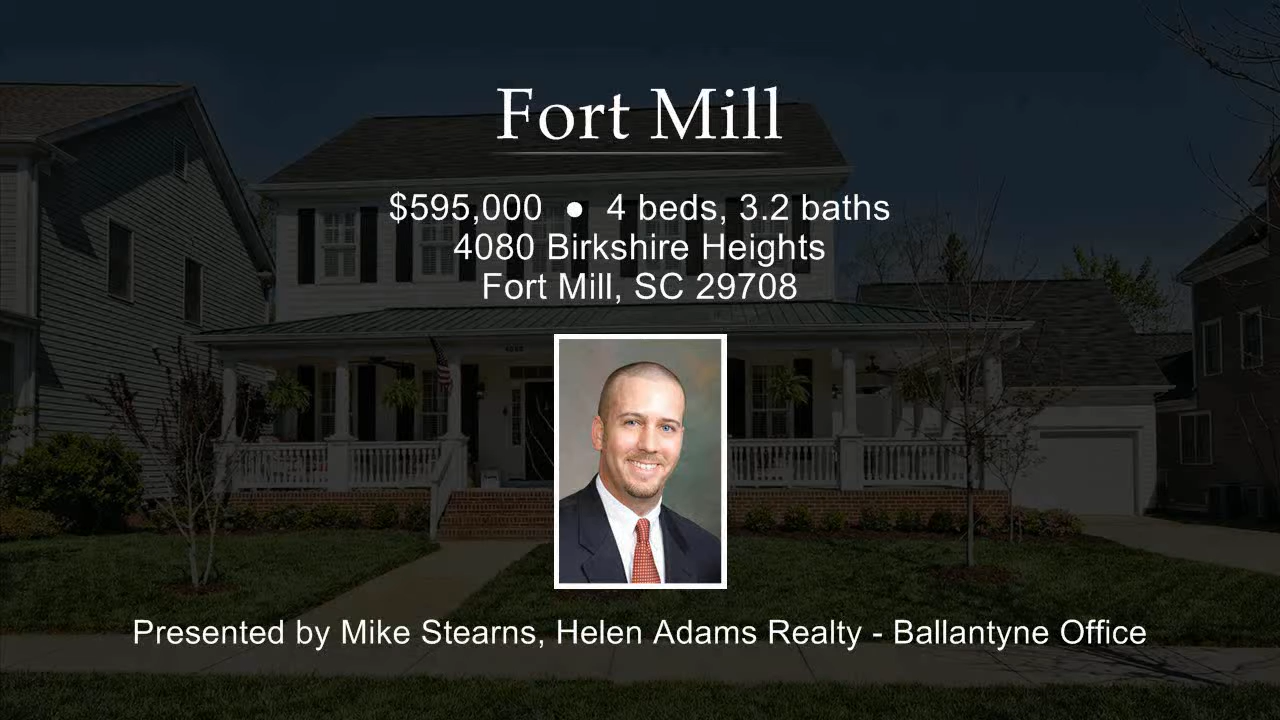 Fort Mill
$595,000 ● 4 beds, 3.2 baths
4080 Birkshire Heights
Fort Mill, SC 29708
Presented by Mike Stearns, Helen Adams Realty - Ballantyne Office